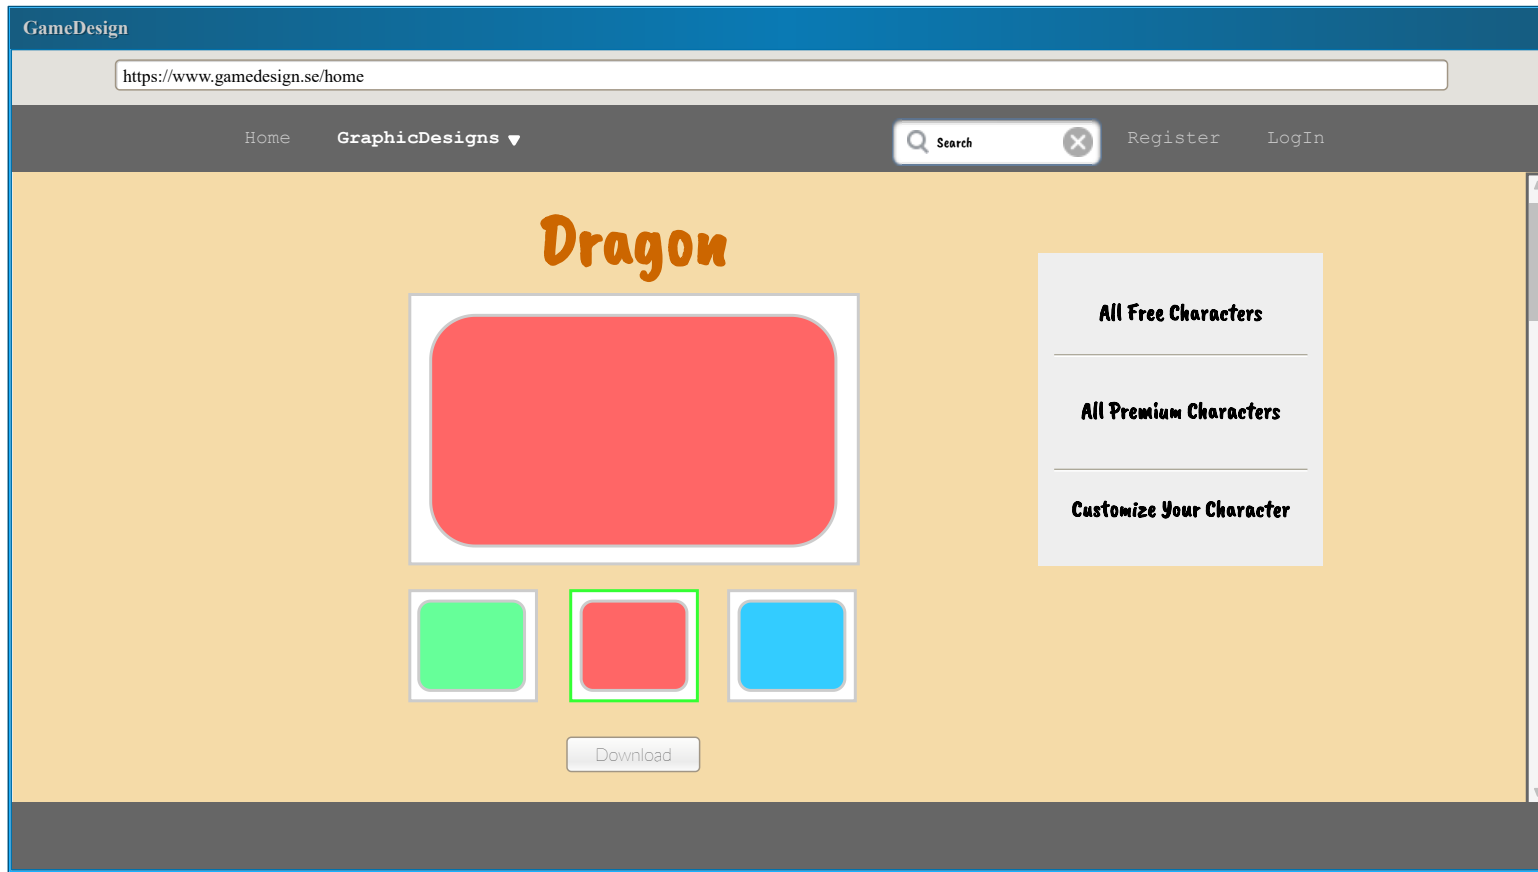 GameDesign
https://www.gamedesign.se/home
Home GraphicDesigns Search Register LogIn
Dragon
All Free Characters
All Premium Characters
Customize Your Character
Download